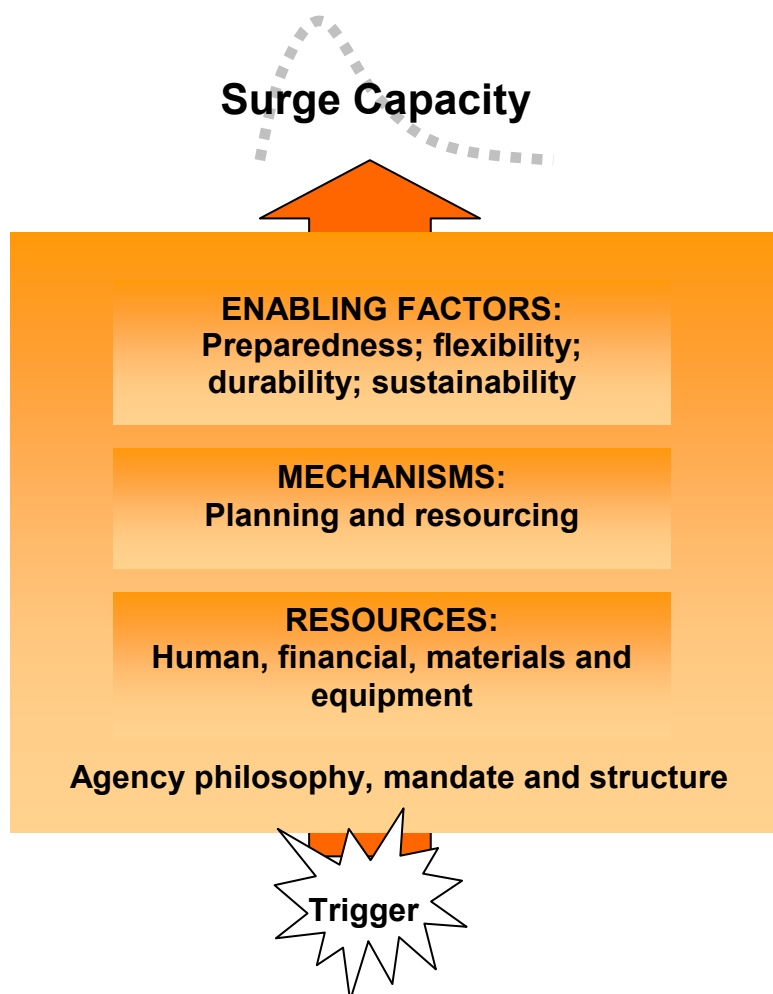 Surge Capacity
ENABLING FACTORS:
Preparedness; flexibility;
durability; sustainability
MECHANISMS:
Planning and resourcing
RESOURCES:
Human, financial, materials and
equipment
Agency philosophy, mandate and structure
Trigger